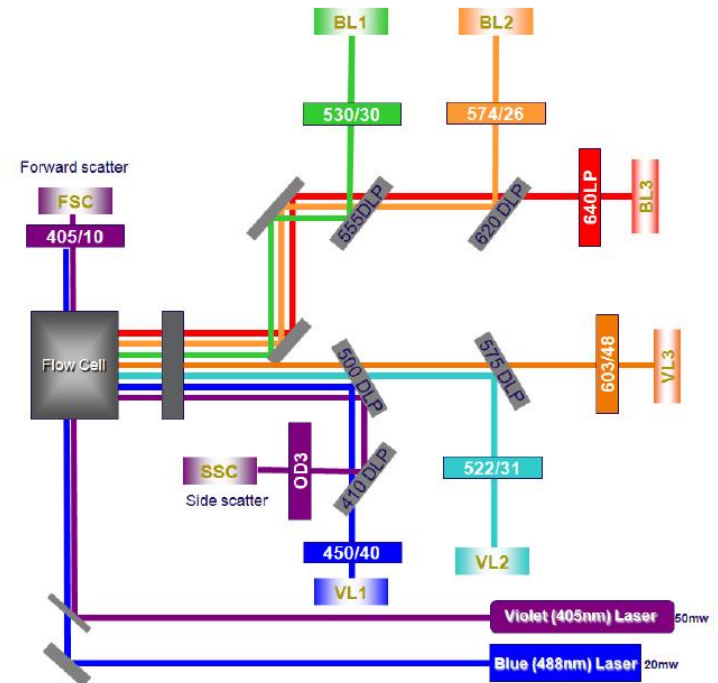 BL1
BL2
530/30
574/26
Forward scatter
FSC
405/10
555DLP
620 DLP
640LP
BL3
Flow Cell
500 DLP
575 DLP
603/48
VL3
SSC
Side scatter
OD3
410 DLP
522/31
450/40
VL1
VL2
Violet (405nm) Laser
50mw
Blue (488nm) Laser
20mw